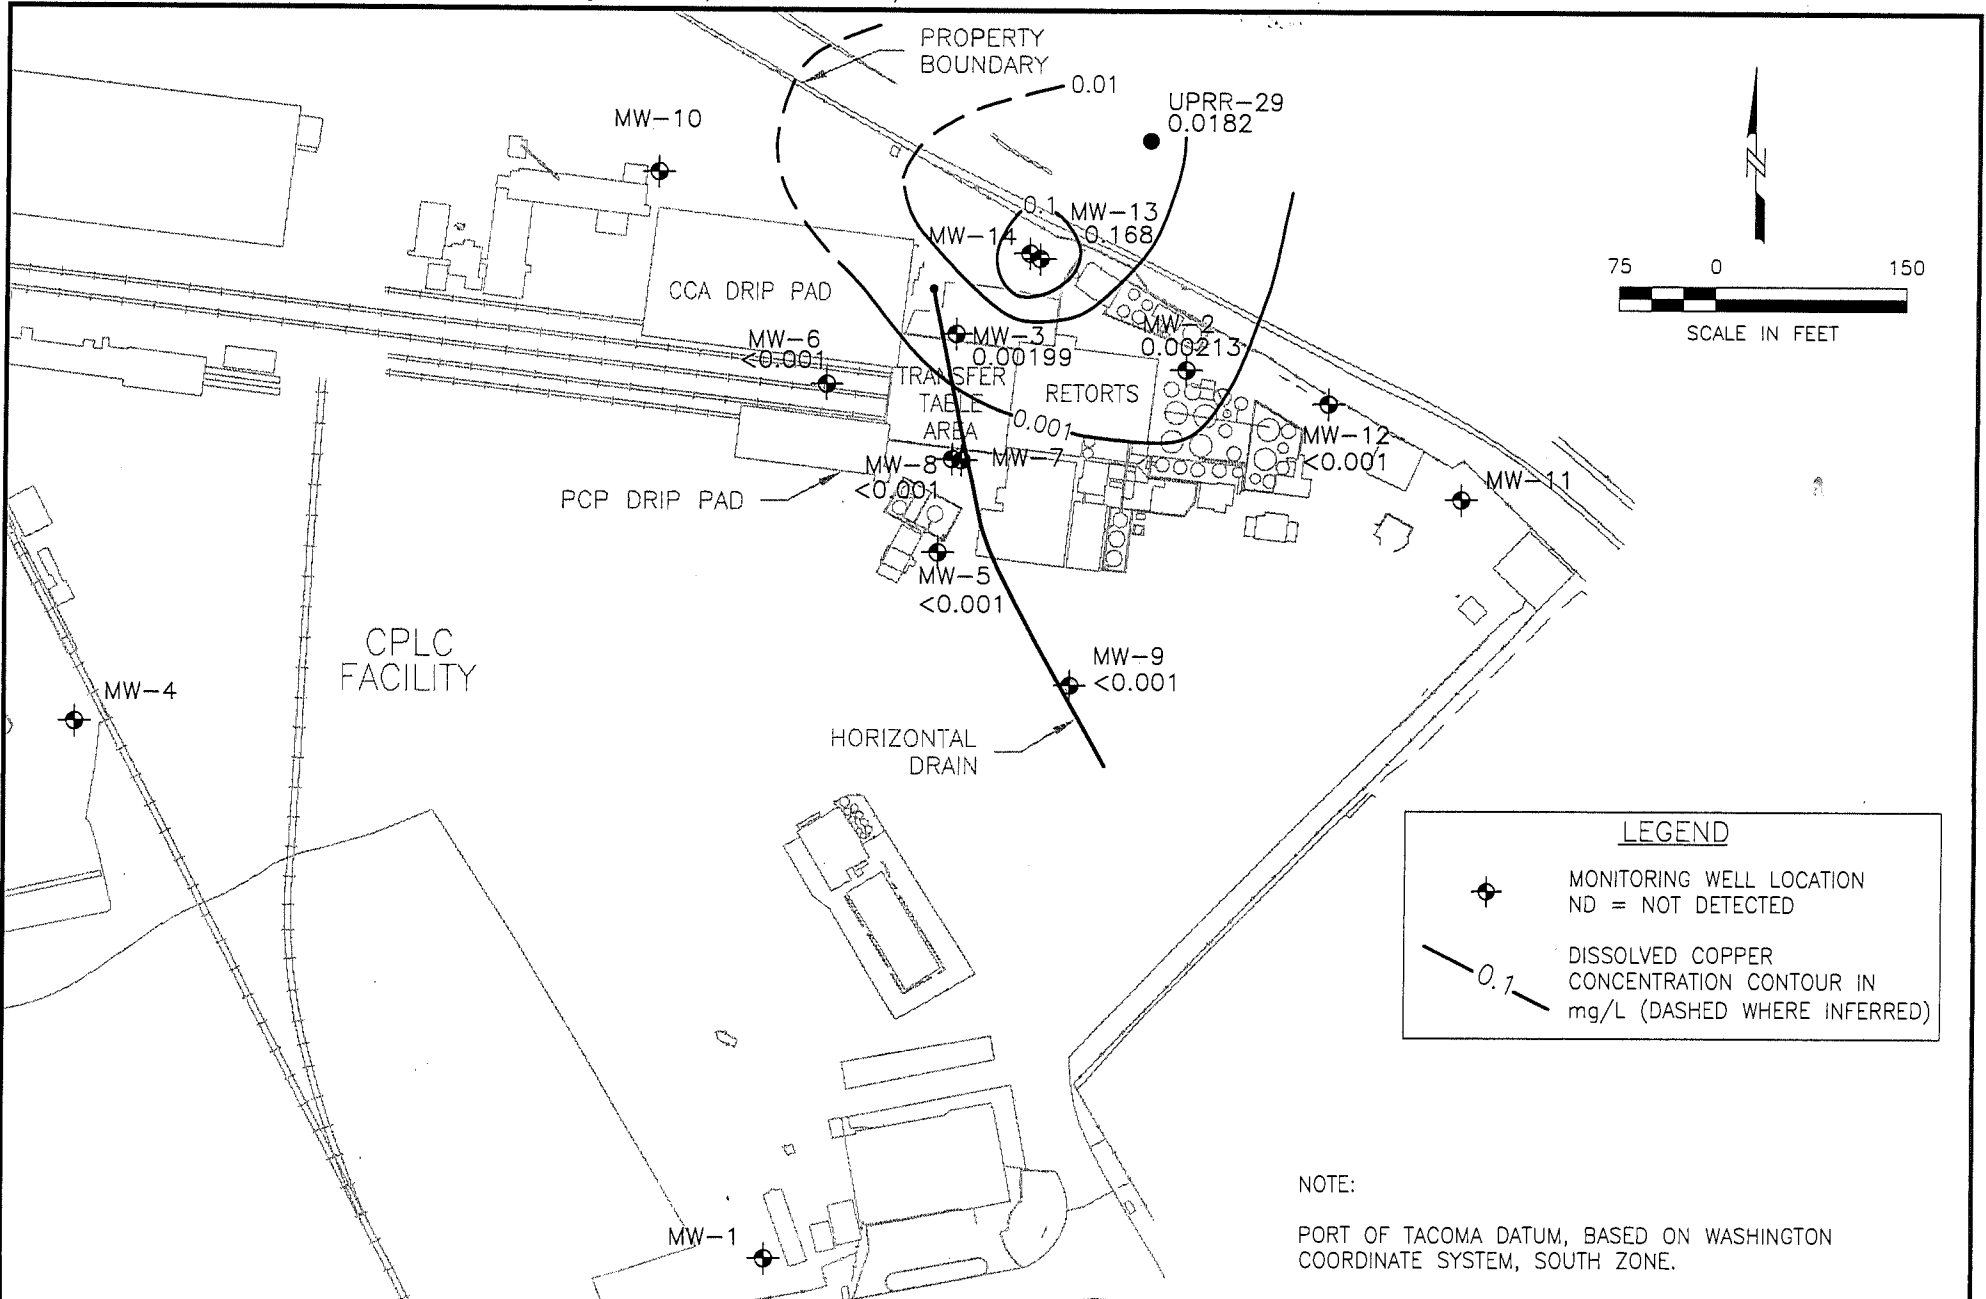 PROPERTY
BOUNDARY
0.01
UPRR-29
0.0182
MW-10
75 0 150
SCALE IN FEET
0.1
MW-13
0.168
MW-14
CCA DRIP PAD
MW-6
<0.001
MW-3
0.00199
MW-2
0.00213
TRANSFER
TABLE
AREA
RETORTS
0.001
MW-12
<0.001
MW-8
<0.001
MW-7
MW-11
PCP DRIP PAD
MW-5
<0.001
CPLC
FACILITY
MW-9
<0.001
MW-4
HORIZONTAL
DRAIN
LEGEND
MONITORING WELL LOCATION
ND = NOT DETECTED
0.1
DISSOLVED COPPER
CONCENTRATION CONTOUR IN
mg/L (DASHED WHERE INFERRED)
MW-1
NOTE:
PORT OF TACOMA DATUM, BASED ON WASHINGTON
COORDINATE SYSTEM, SOUTH ZONE.
N